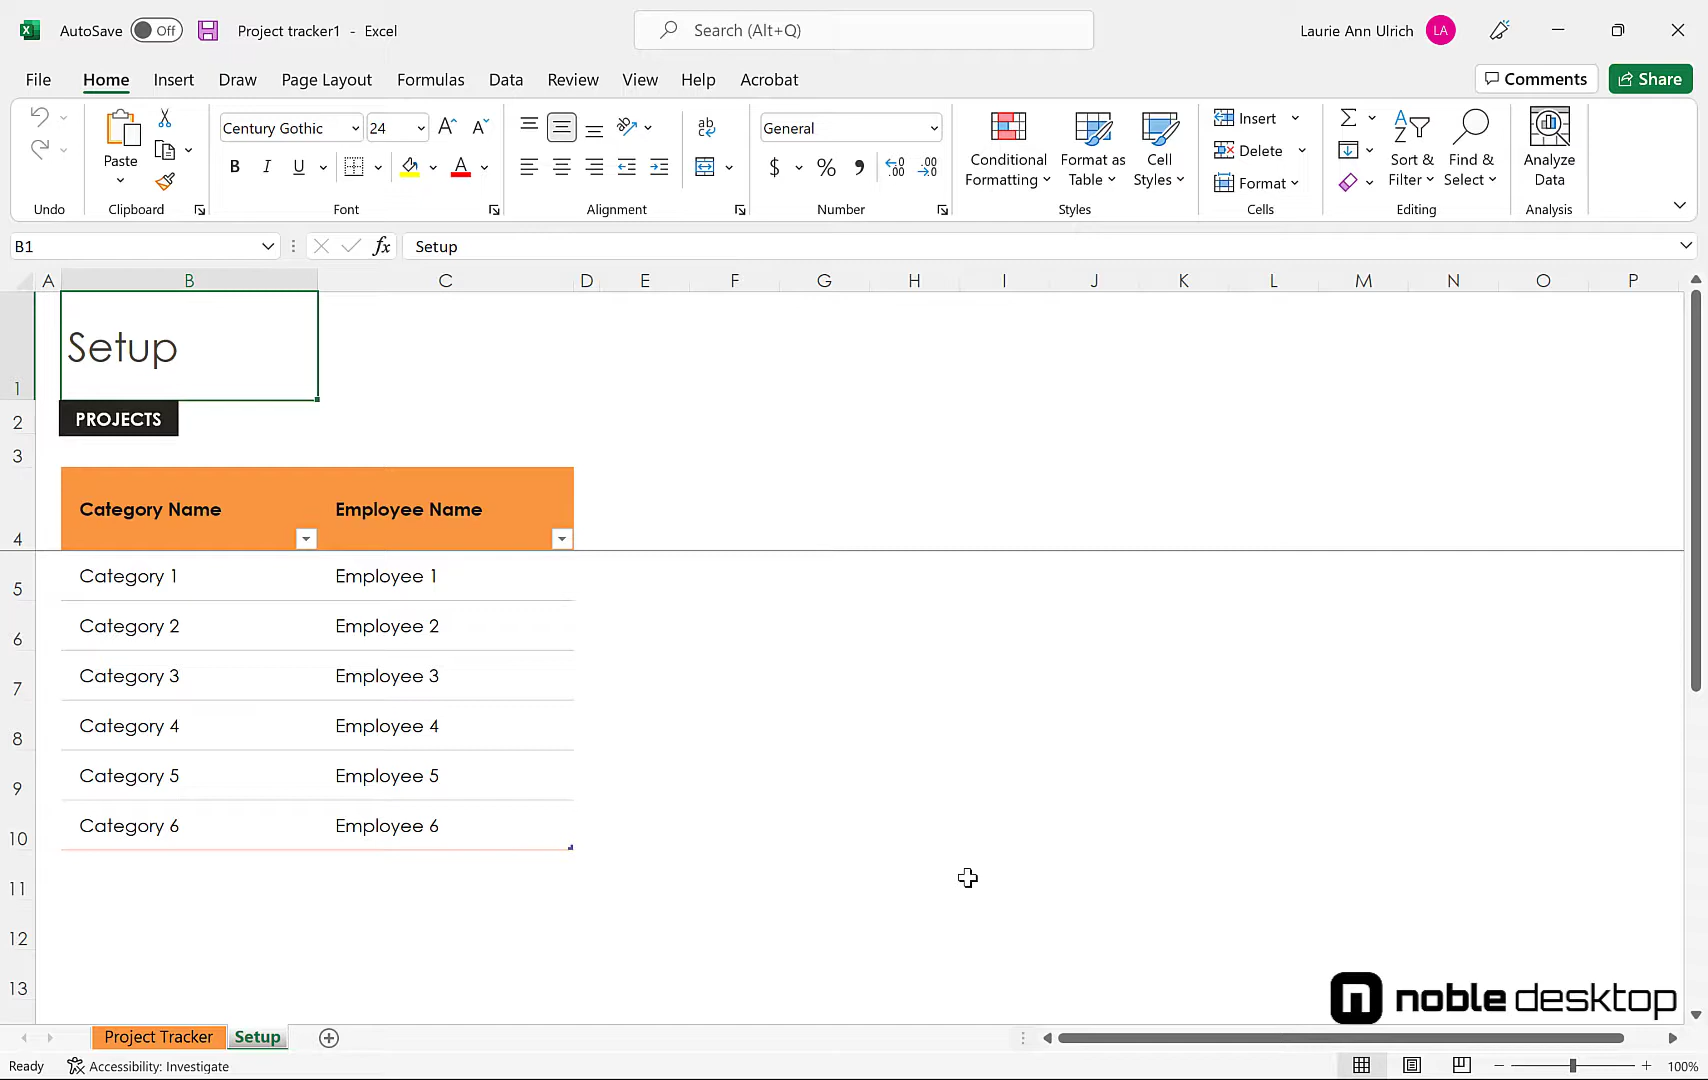 AutoSave Off Project tracker1 - Excel Search (Alt+Q) Laurie Ann Ulrich LA
File Home Insert Draw Page Layout Formulas Data Review View Help Acrobat Comments Share
Paste
Century Gothic 24
B I U A
ab
General
$ % 9 .00
Conditional Formatting
Format as Table
Cell Styles
Insert
Delete
Format
Sort & Filter
Find & Select
Analyze Data
Undo Clipboard Font Alignment Number Styles Cells Editing Analysis
B1 fx Setup
A B C D E F G H I J K L M N O P
1 Setup
2 PROJECTS
3
4 Category Name Employee Name
5 Category 1 Employee 1
6 Category 2 Employee 2
7 Category 3 Employee 3
8 Category 4 Employee 4
9 Category 5 Employee 5
10 Category 6 Employee 6
11
12
13
noble desktop
Project Tracker Setup
Ready Accessibility: Investigate 100%